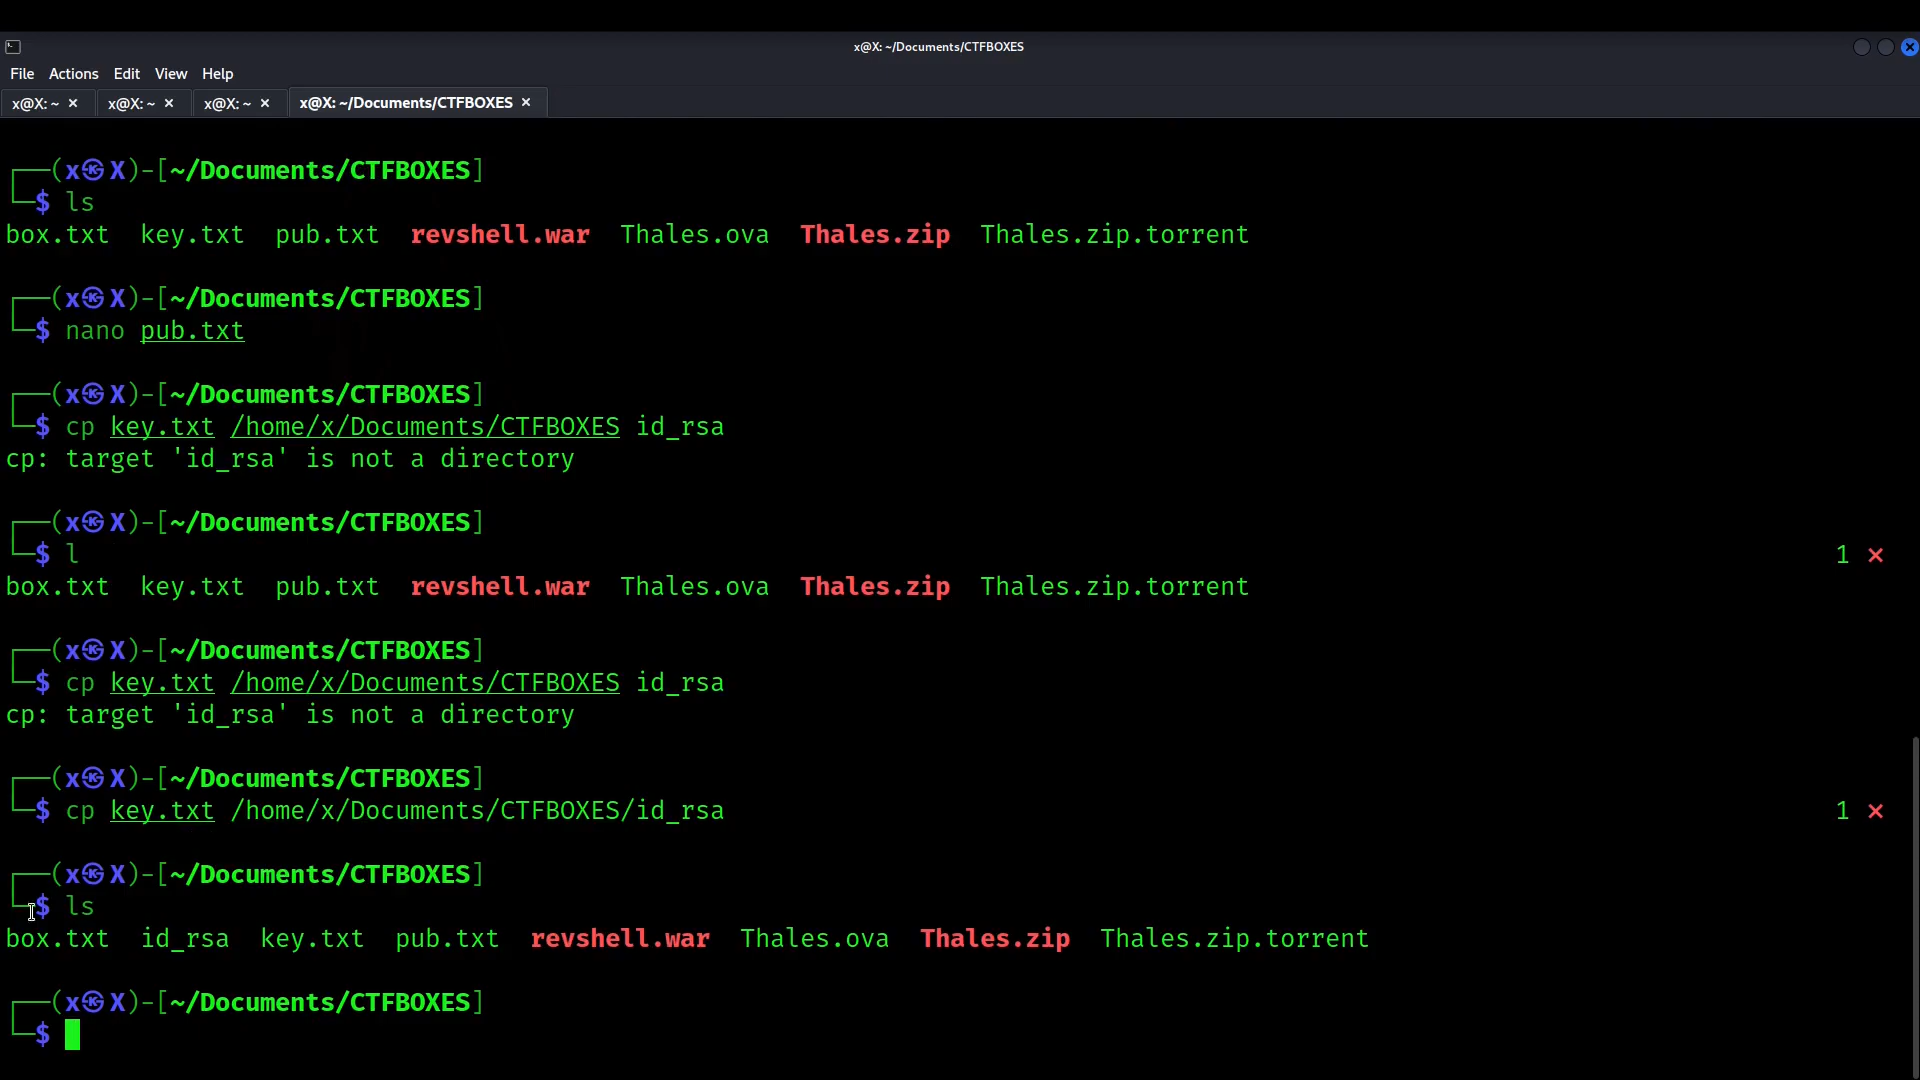 x@X: ~/Documents/CTFBOXES
File Actions Edit View Help
x@X: ~ × x@X: ~ × x@X: ~ × x@X: ~/Documents/CTFBOXES ×
┌──(x㉿X)-[~/Documents/CTFBOXES]
└─$ ls
box.txt key.txt pub.txt revshell.war Thales.ova Thales.zip Thales.zip.torrent
┌──(x㉿X)-[~/Documents/CTFBOXES]
└─$ nano pub.txt
┌──(x㉿X)-[~/Documents/CTFBOXES]
└─$ cp key.txt /home/x/Documents/CTFBOXES id_rsa
cp: target 'id_rsa' is not a directory
┌──(x㉿X)-[~/Documents/CTFBOXES]
└─$ l 1 ⨯
box.txt key.txt pub.txt revshell.war Thales.ova Thales.zip Thales.zip.torrent
┌──(x㉿X)-[~/Documents/CTFBOXES]
└─$ cp key.txt /home/x/Documents/CTFBOXES id_rsa
cp: target 'id_rsa' is not a directory
┌──(x㉿X)-[~/Documents/CTFBOXES]
└─$ cp key.txt /home/x/Documents/CTFBOXES/id_rsa 1 ⨯
┌──(x㉿X)-[~/Documents/CTFBOXES]
└─$ ls
box.txt id_rsa key.txt pub.txt revshell.war Thales.ova Thales.zip Thales.zip.torrent
┌──(x㉿X)-[~/Documents/CTFBOXES]
└─$